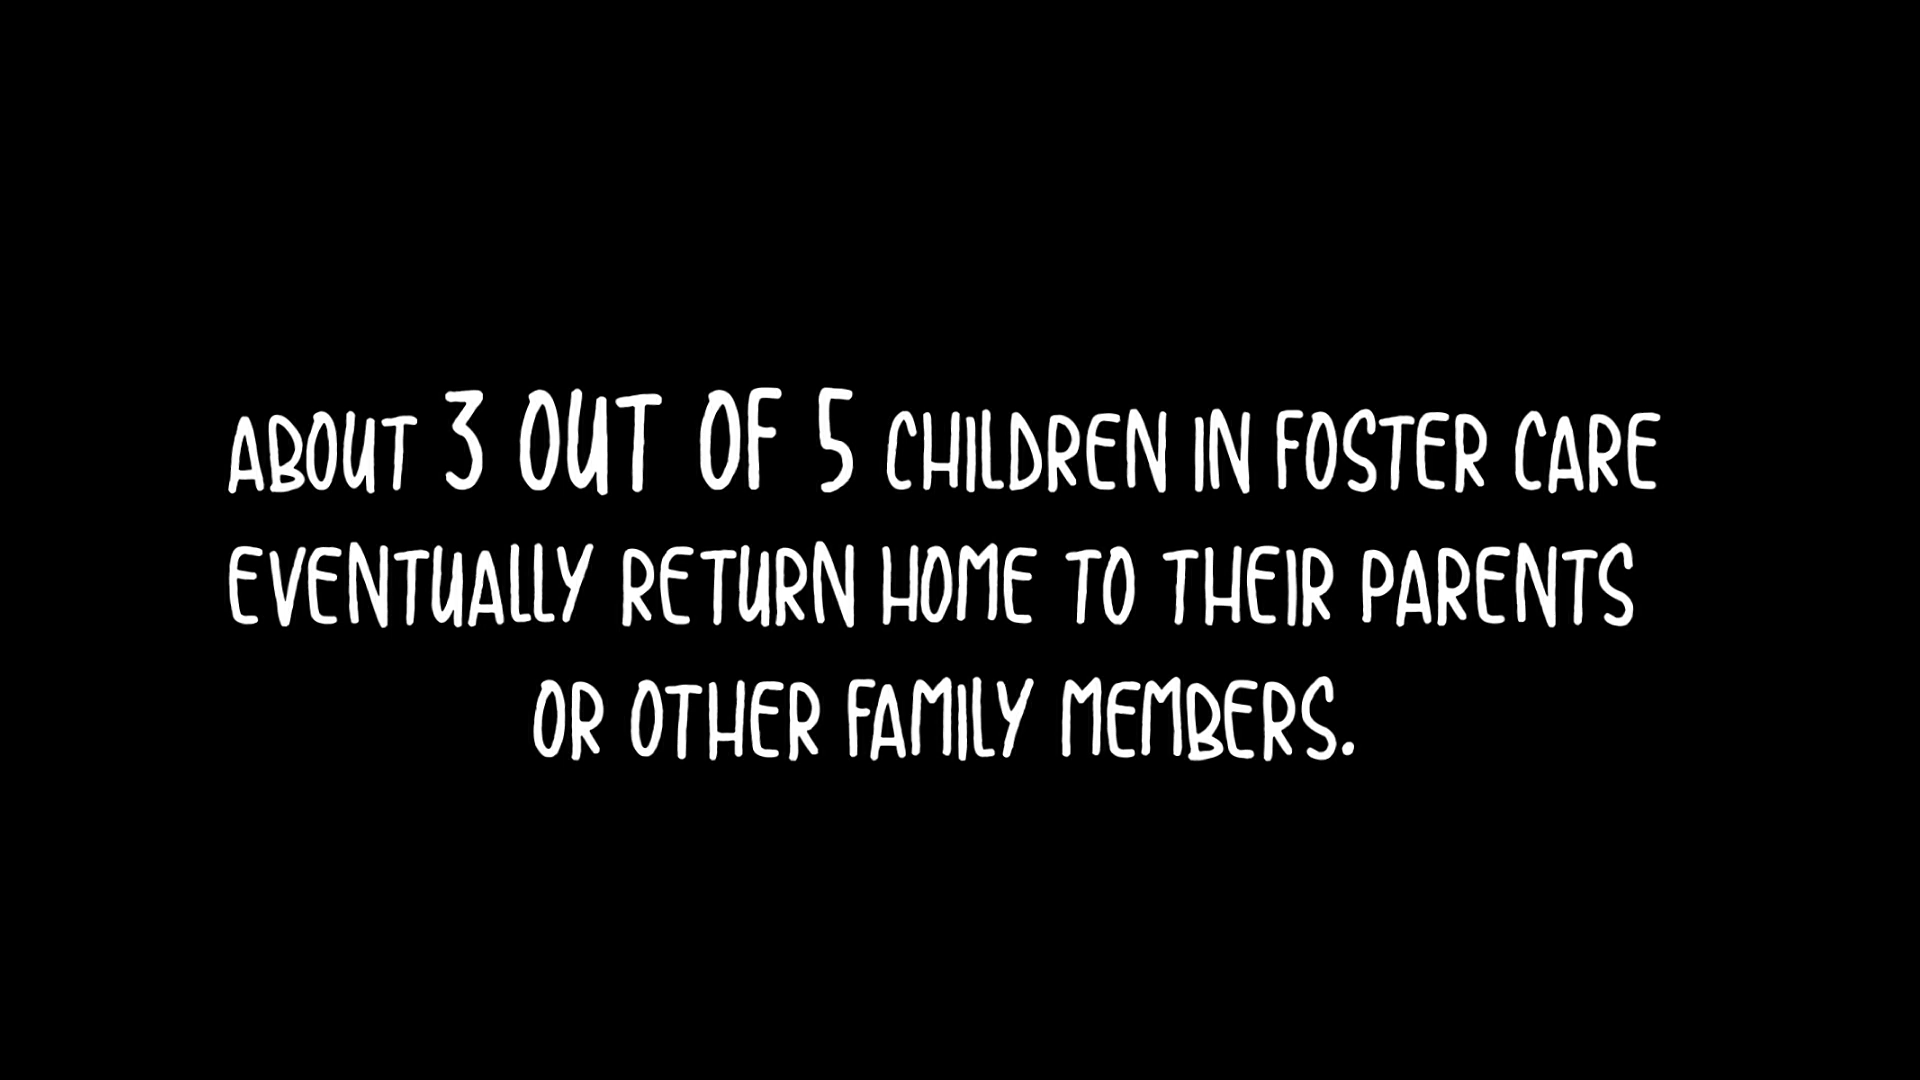 ABOUT 3 OUT OF 5 CHILDREN IN FOSTER CARE
EVENTUALLY RETURN HOME TO THEIR PARENTS
OR OTHER FAMILY MEMBERS.